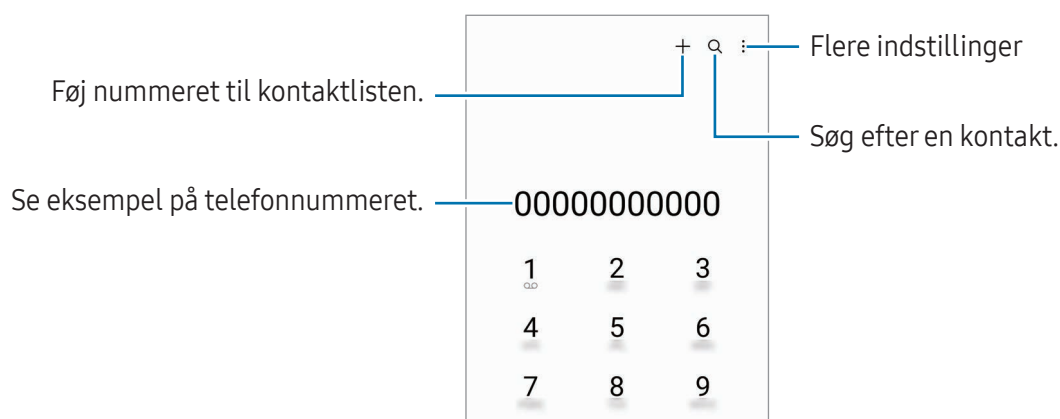 Flere indstillinger
Føj nummeret til kontaktlisten.
Søg efter en kontakt.
Se eksempel på telefonnummeret.
00000000000
1 2 3
4 5 6
7 8 9